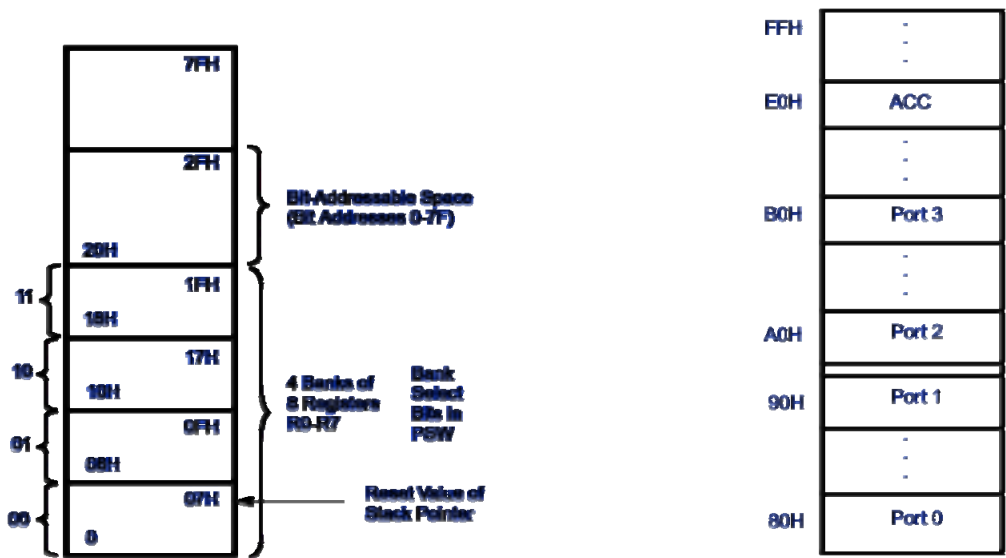 7FH
2FH
Bit-Addressable Space
(Bit Addresses 0-7F)
20H
11
1FH
18H
10
17H
10H
4 Banks of
8 Registers
R0-R7
Bank
Select
Bits in
PSW
01
0FH
08H
00
07H
0
Reset Value of
Stack Pointer
FFH
E0H
ACC
B0H
Port 3
A0H
Port 2
90H
Port 1
80H
Port 0